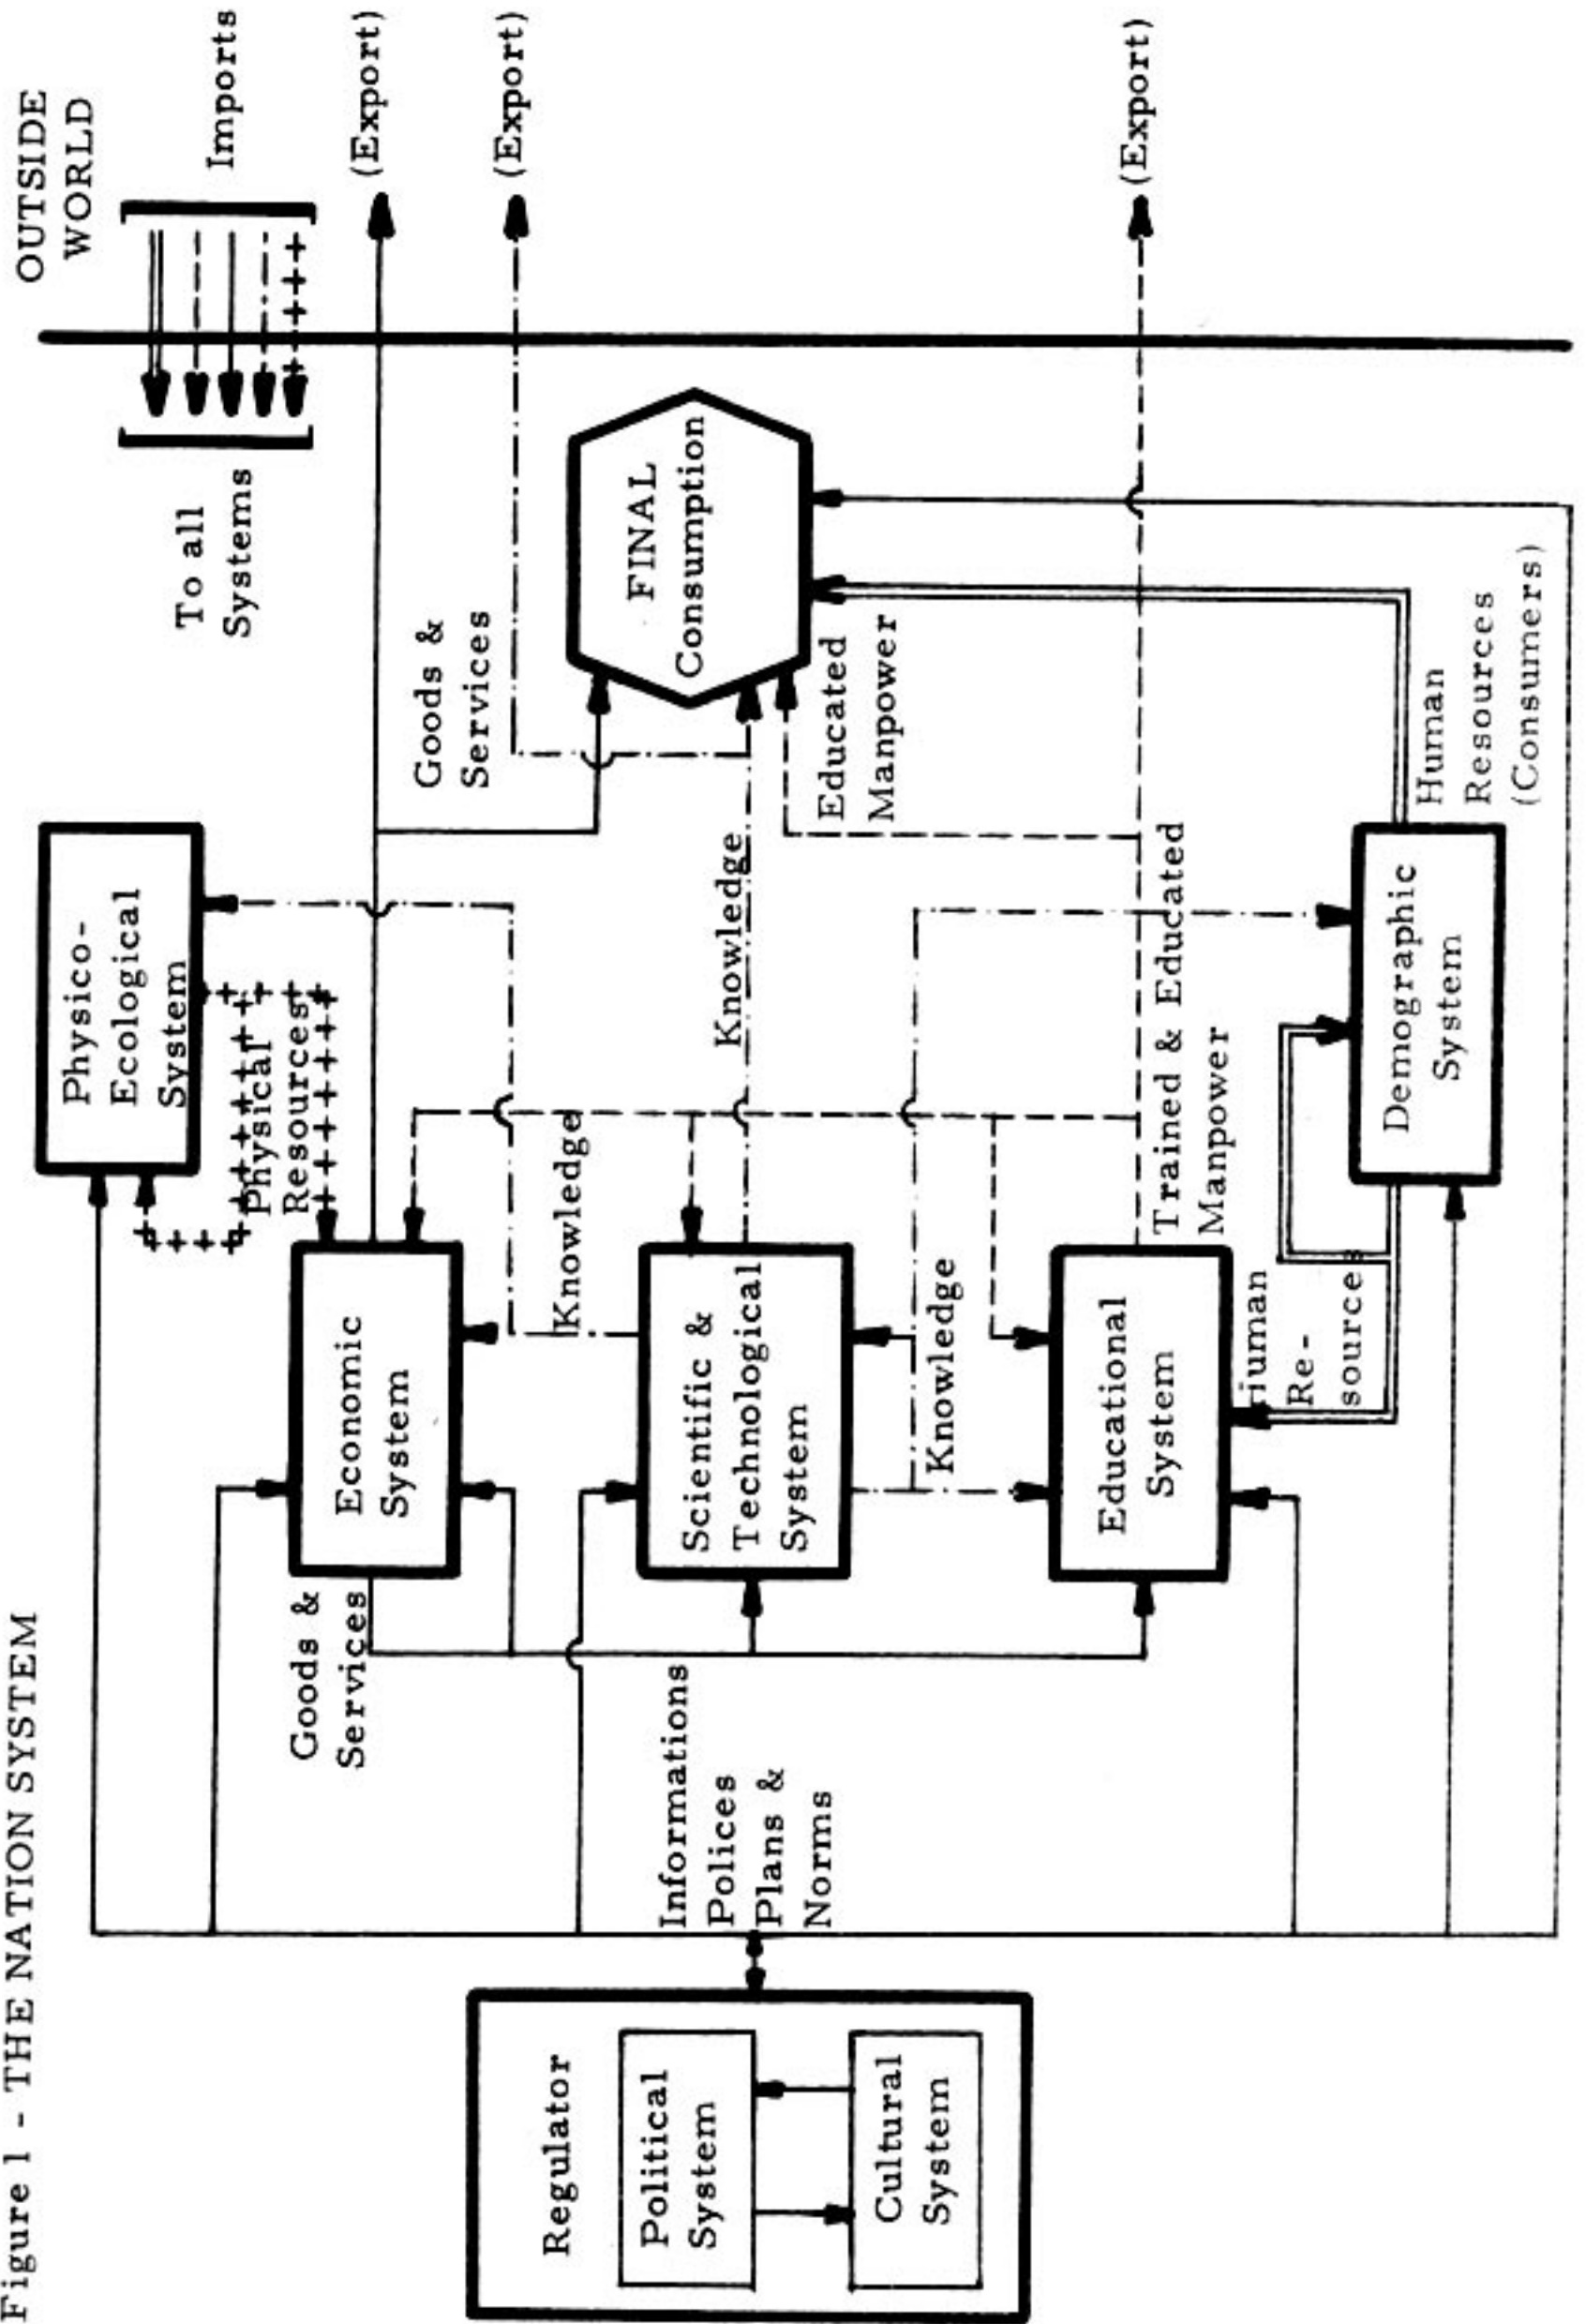 Figure 1 - THE NATION SYSTEM
OUTSIDE
WORLD
Imports
To all
Systems
(Export)
(Export)
(Export)
Physico-
Ecological
System
Physical
Resources
Goods &
Services
Economic
System
Goods &
Services
Knowledge
Knowledge
FINAL
Consumption
Educated
Manpower
Scientific &
Technological
System
Knowledge
Informations
Polices
Plans &
Norms
Regulator
Political
System
Cultural
System
Educational
System
Trained & Educated
Manpower
Human
Re-
sources
Demographic
System
Human
Resources
(Consumers)